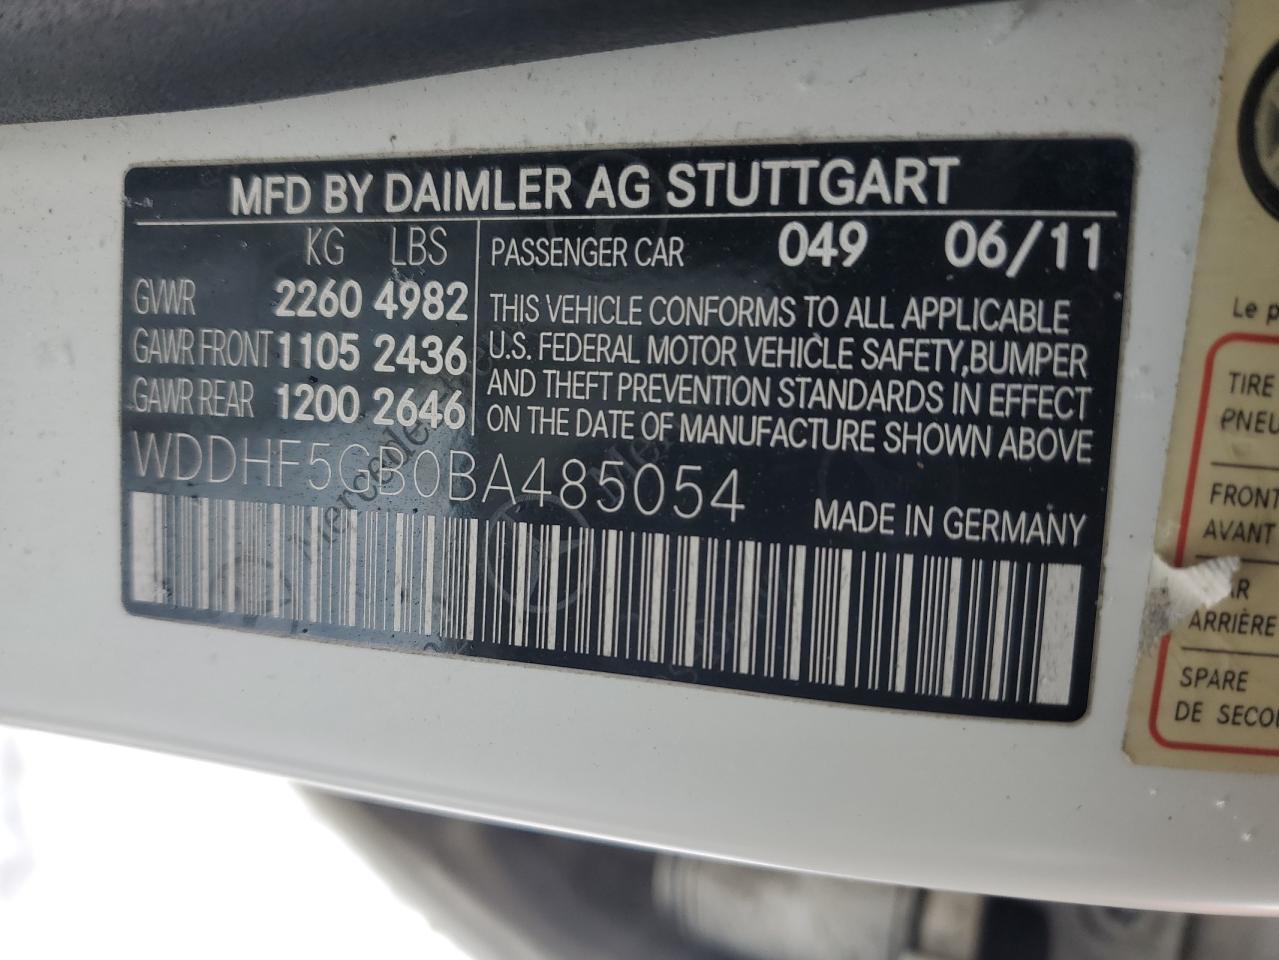 MFD BY DAIMLER AG STUTTGART
KG LBS
GVWR 2260 4982
GAWR FRONT 1105 2436
GAWR REAR 1200 2646
PASSENGER CAR 049 06/11
THIS VEHICLE CONFORMS TO ALL APPLICABLE
U.S. FEDERAL MOTOR VEHICLE SAFETY, BUMPER
AND THEFT PREVENTION STANDARDS IN EFFECT
ON THE DATE OF MANUFACTURE SHOWN ABOVE
WDDHF5GB0BA485054
MADE IN GERMANY
Le
TIRE
FRONT
AVANT
ARRIÈRE
SPARE
DE